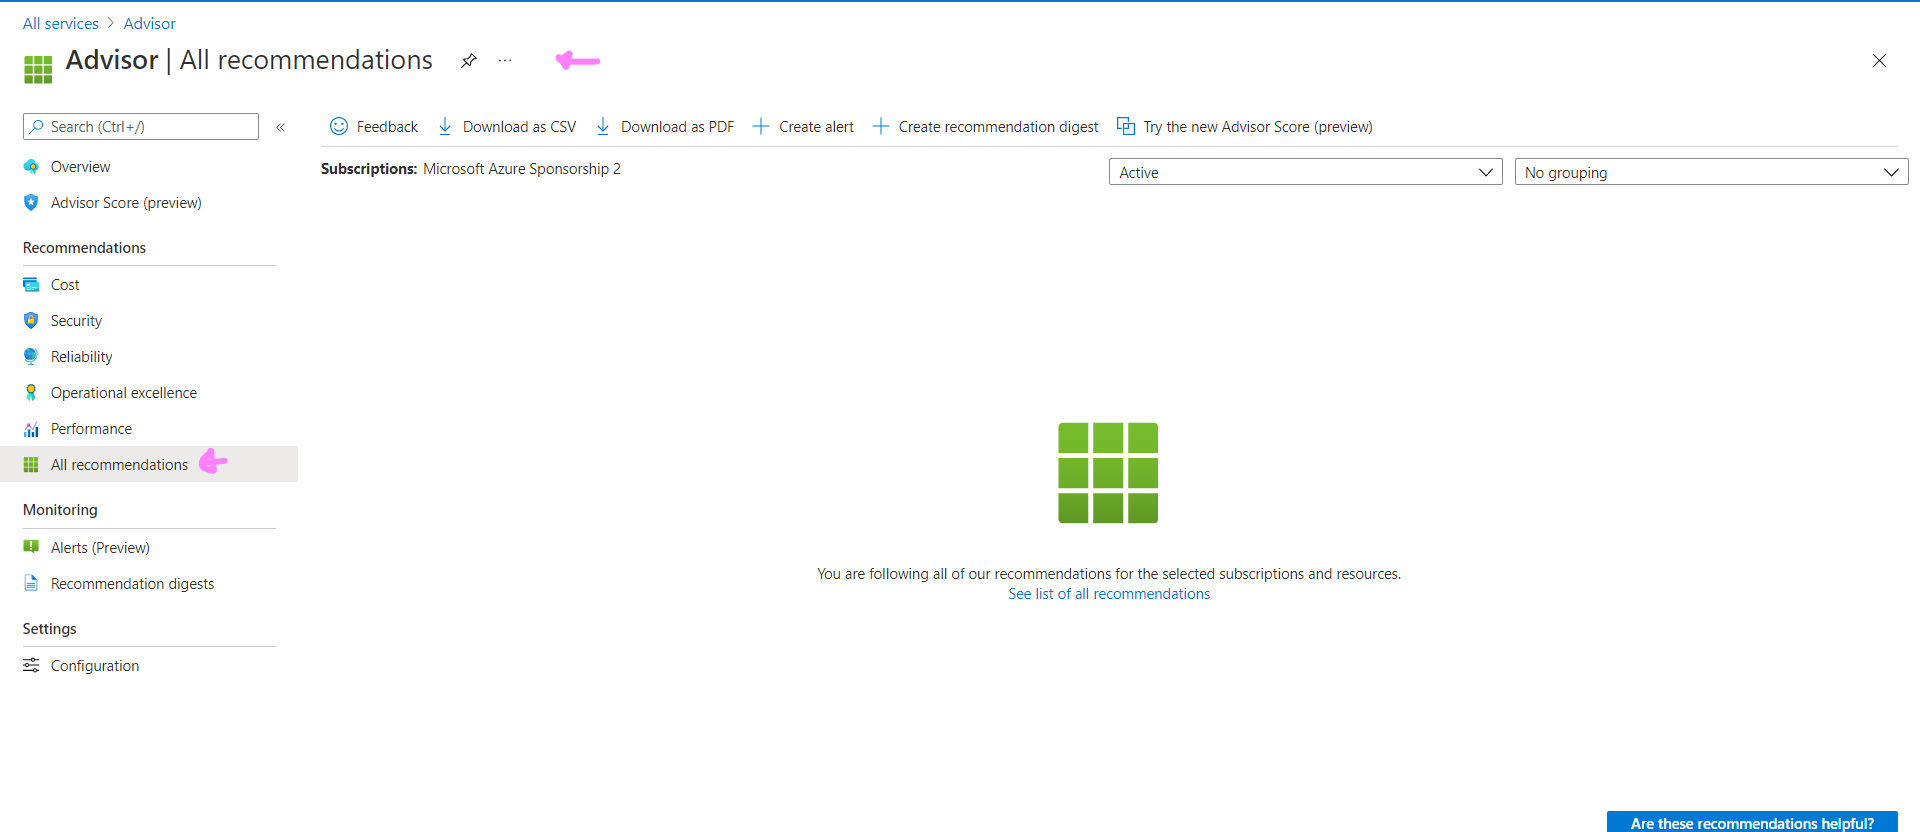 All services > Advisor
Advisor | All recommendations ...
Search (Ctrl+/) «
Feedback Download as CSV Download as PDF Create alert Create recommendation digest Try the new Advisor Score (preview)
Subscriptions: Microsoft Azure Sponsorship 2 Active No grouping
Overview
Advisor Score (preview)
Recommendations
Cost
Security
Reliability
Operational excellence
Performance
All recommendations
Monitoring
Alerts (Preview)
Recommendation digests
Settings
Configuration
You are following all of our recommendations for the selected subscriptions and resources.
See list of all recommendations
Are these recommendations helpful?